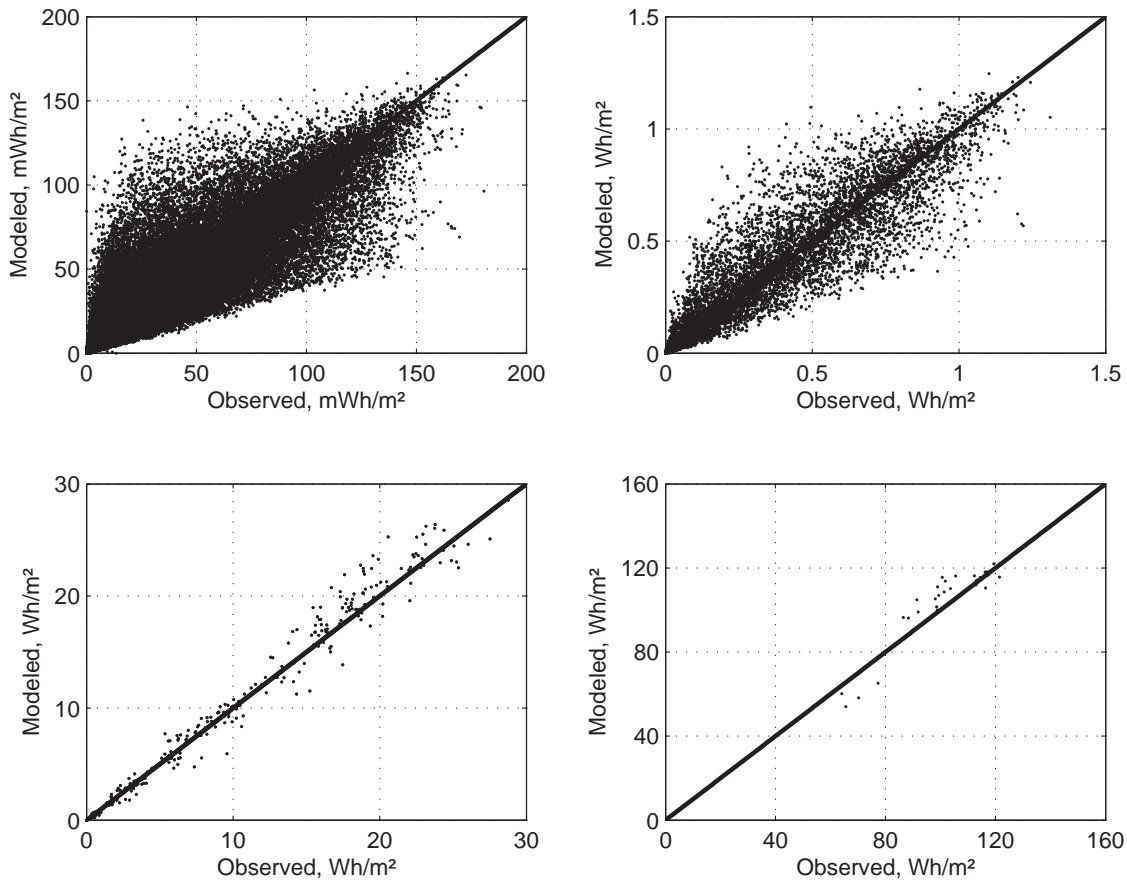 200
150
100
50
0
0 50 100 150 200
Modeled, mWh/m²
Observed, mWh/m²
1.5
1
0.5
0
0 0.5 1 1.5
Modeled, Wh/m²
Observed, Wh/m²
30
20
10
0
0 10 20 30
Modeled, Wh/m²
Observed, Wh/m²
160
120
80
40
0
0 40 80 120 160
Modeled, Wh/m²
Observed, Wh/m²